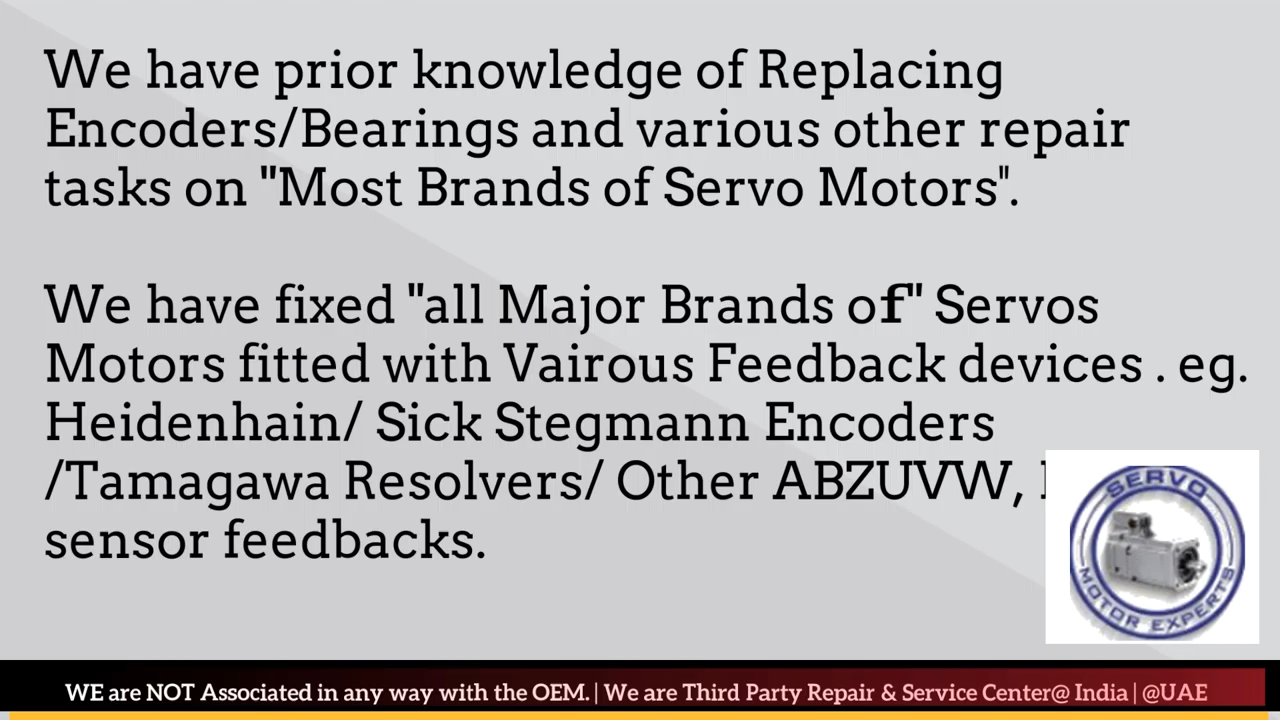 We have prior knowledge of Replacing
Encoders/Bearings and various other repair
tasks on "Most Brands of Servo Motors".
We have fixed "all Major Brands of" Servos
Motors fitted with Vairous Feedback devices . eg.
Heidenhain/ Sick Stegmann Encoders
/Tamagawa Resolvers/ Other ABZUVW,
sensor feedbacks.
SERVO
MOTOR EXPERTS
WE are NOT Associated in any way with the OEM. | We are Third Party Repair & Service Center@ India | @UAE